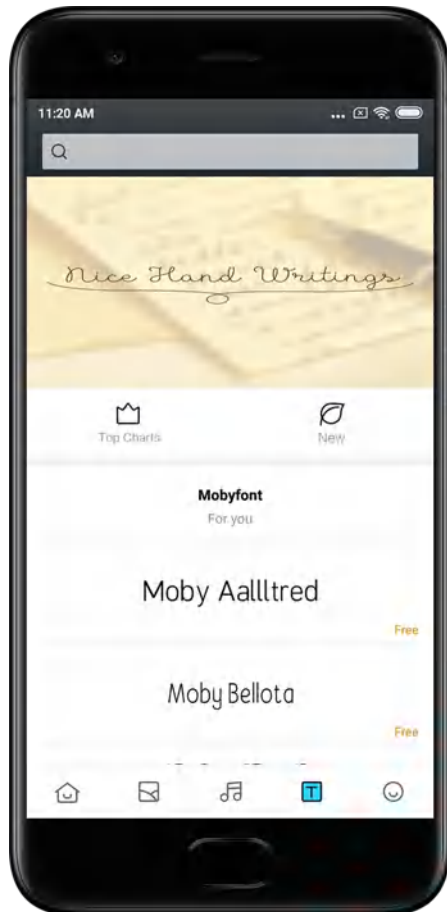 11:20 AM
Nice Hand Writings
Top Charts
New
Mobyfont
For you
Moby Aallltred
Free
Moby Bellota
Free
T